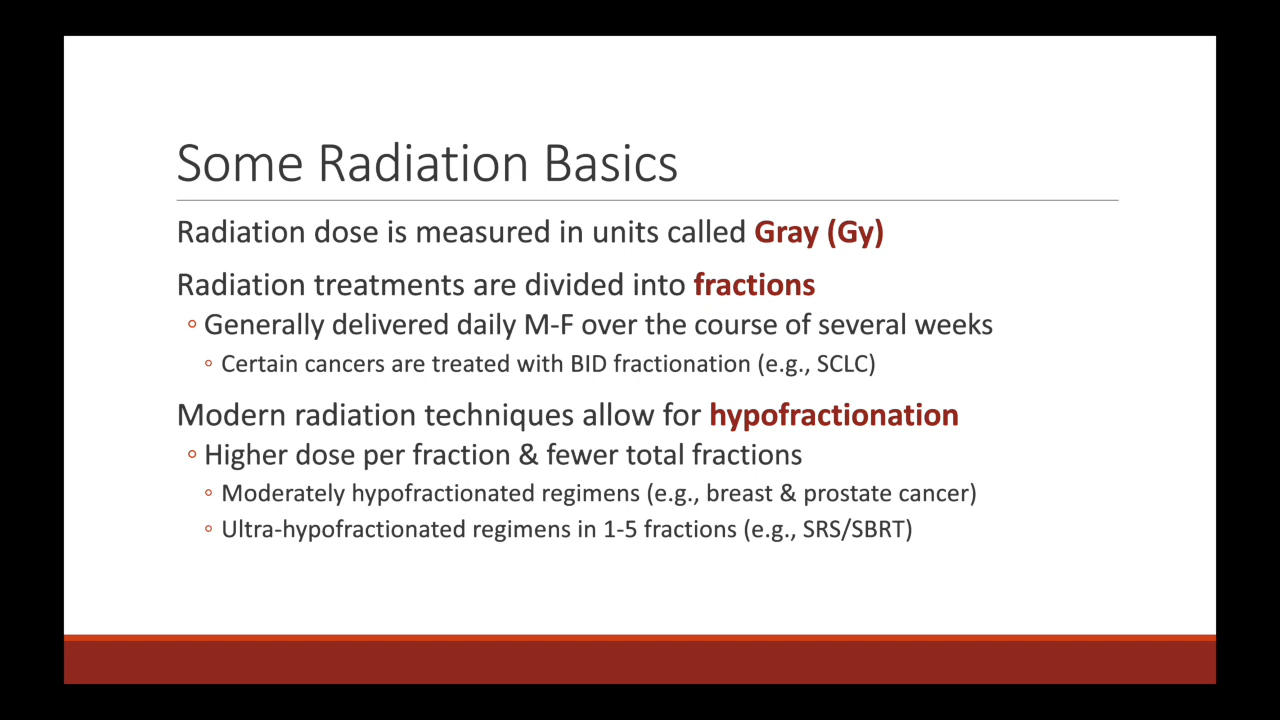 Some Radiation Basics
Radiation dose is measured in units called Gray (Gy)
Radiation treatments are divided into fractions
◦ Generally delivered daily M-F over the course of several weeks
◦ Certain cancers are treated with BID fractionation (e.g., SCLC)
Modern radiation techniques allow for hypofractionation
◦ Higher dose per fraction & fewer total fractions
◦ Moderately hypofractionated regimens (e.g., breast & prostate cancer)
◦ Ultra-hypofractionated regimens in 1-5 fractions (e.g., SRS/SBRT)